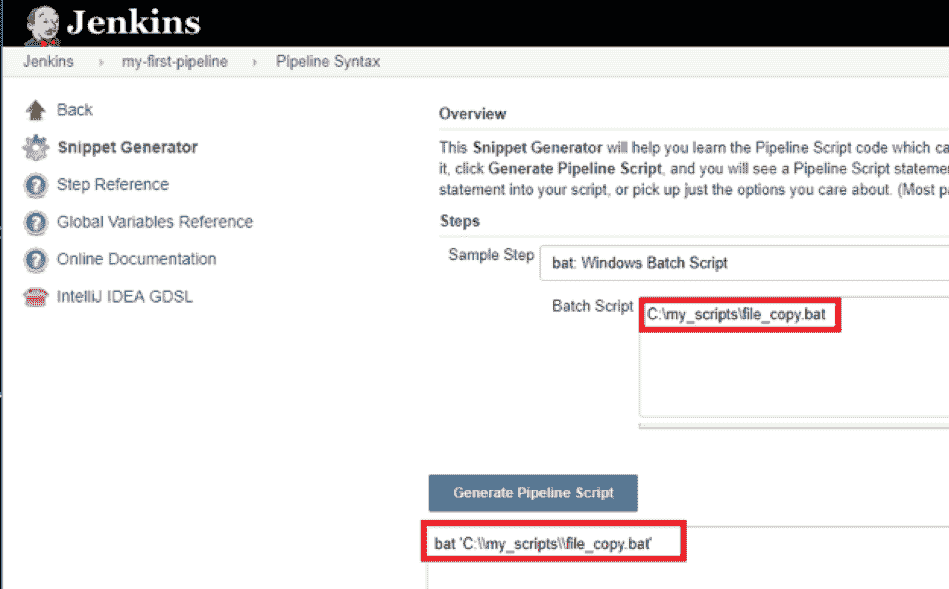 Jenkins
Jenkins › my-first-pipeline › Pipeline Syntax
Back
Snippet Generator
Step Reference
Global Variables Reference
Online Documentation
IntelliJ IDEA GDSL
Overview
This Snippet Generator will help you learn the Pipeline Script code which ca
it, click Generate Pipeline Script, and you will see a Pipeline Script stateme
statement into your script, or pick up just the options you care about. (Most pa
Steps
Sample Step
bat: Windows Batch Script
Batch Script
C:\my_scripts\file_copy.bat
Generate Pipeline Script
bat 'C:\\my_scripts\\file_copy.bat'